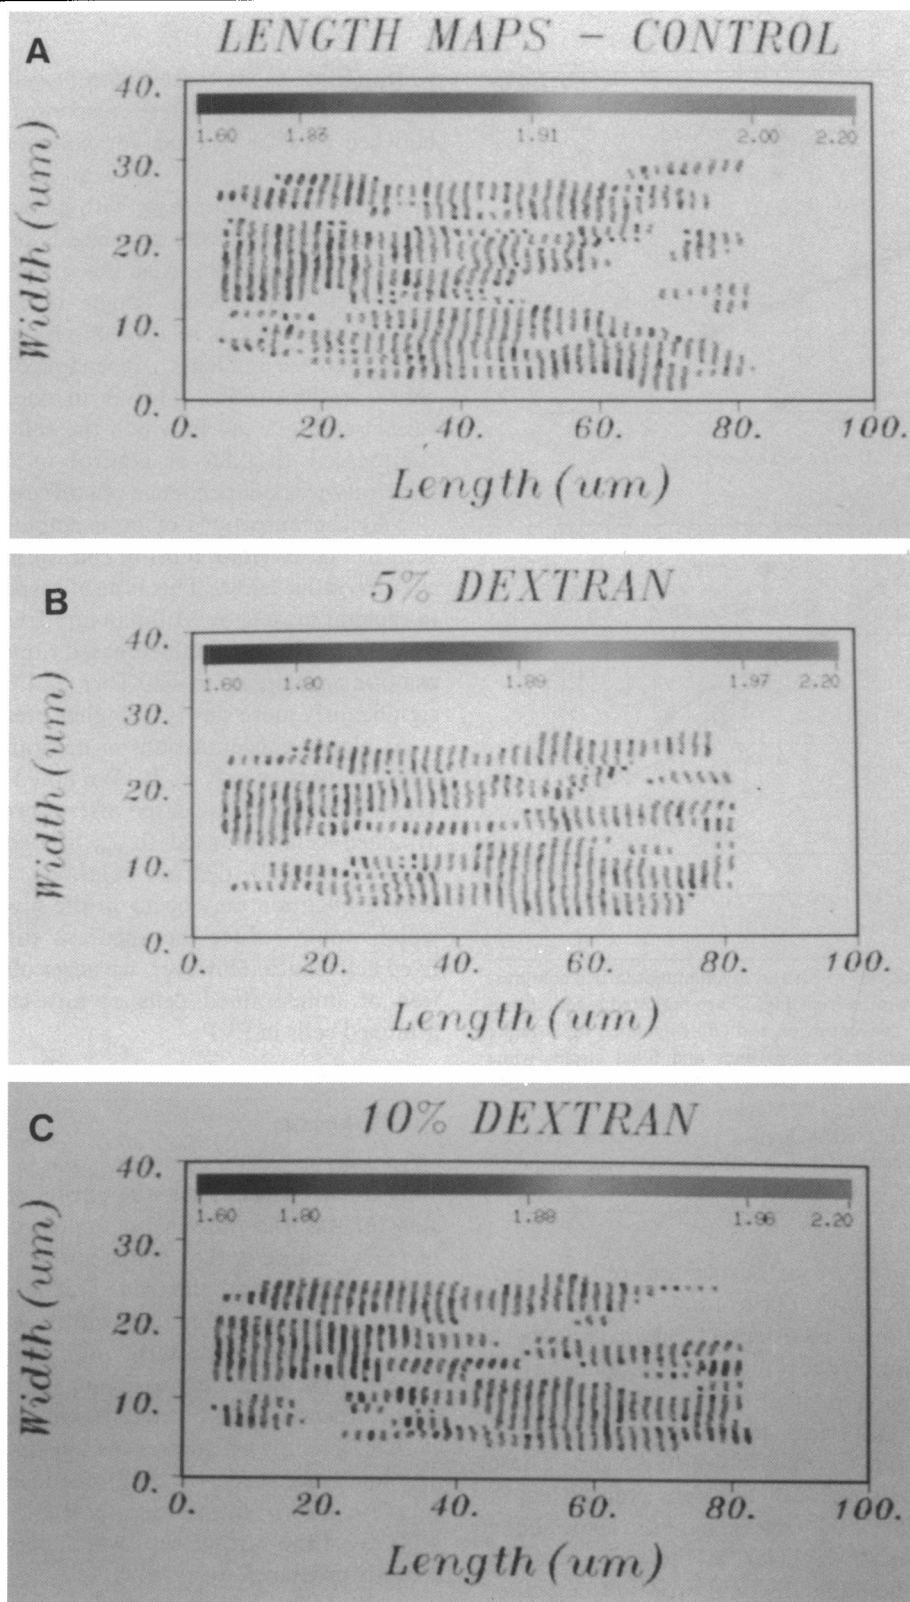 A
LENGTH MAPS - CONTROL
40.
1.60 1.83 1.91 2.00 2.20
30.
20.
10.
0.
Width (um)
0. 20. 40. 60. 80. 100.
Length (um)
B
5% DEXTRAN
40.
1.60 1.80 1.89 1.97 2.20
30.
20.
10.
0.
Width (um)
0. 20. 40. 60. 80. 100.
Length (um)
C
10% DEXTRAN
40.
1.60 1.80 1.88 1.96 2.20
30.
20.
10.
0.
Width (um)
0. 20. 40. 60. 80. 100.
Length (um)